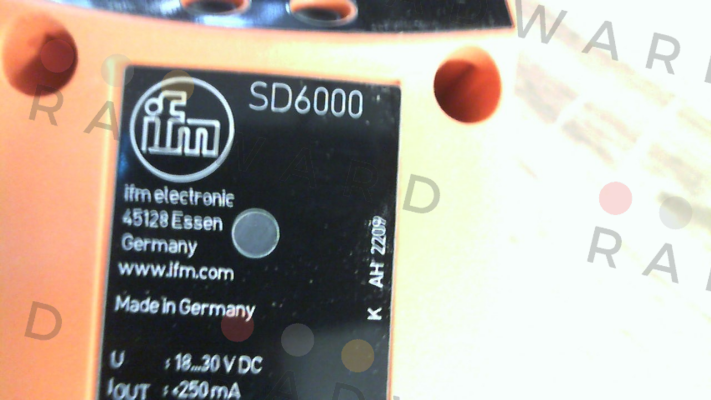 ifm
SD6000
ifm electronic
45128 Essen
Germany
www.ifm.com
Made in Germany
K AH 2209
U : 18...30 V DC
IOUT : <250 mA